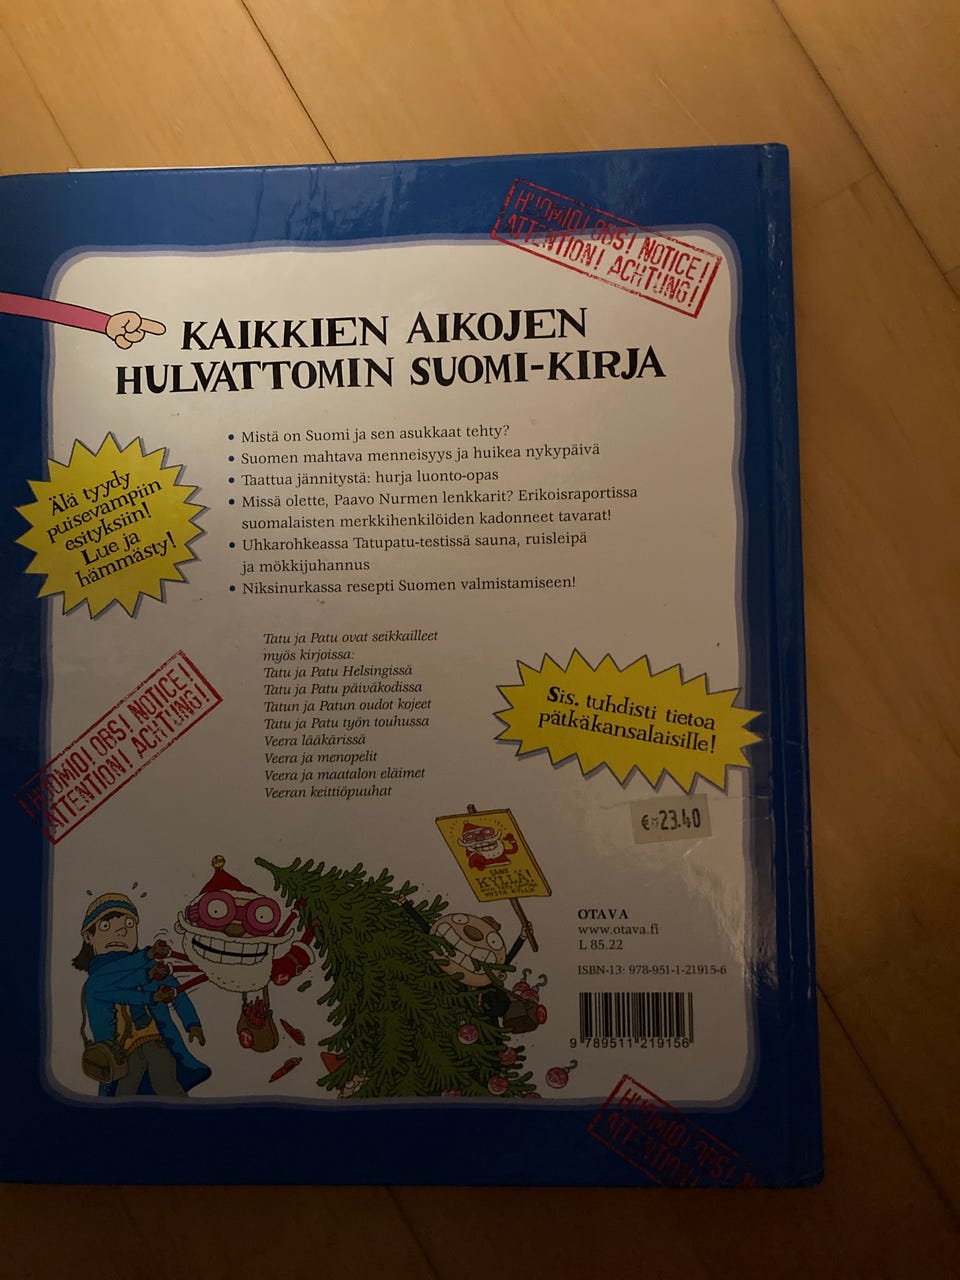 HUOMIO! OBS! NOTICE!
ATTENTION! ACHTUNG!
KAIKKIEN AIKOJEN
HULVATTOMIN SUOMI-KIRJA
• Mistä on Suomi ja sen asukkaat tehty?
• Suomen mahtava menneisyys ja huikea nykypäivä
• Taattua jännitystä: hurja luonto-opas
• Missä olette, Paavo Nurmen lenkkarit? Erikoisraportissa
suomalaisten merkkihenkilöiden kadonneet tavarat!
• Uhkarohkeassa Tatupatu-testissä sauna, ruisleipä
ja mökkijuhannus
• Niksinurkassa resepti Suomen valmistamiseen!
Älä tyydy
puisevampiin
esityksiin!
Lue ja
hämmästy!
Tatu ja Patu ovat seikkailleet
myös kirjoissa:
Tatu ja Patu Helsingissä
Tatu ja Patu päiväkodissa
Tatun ja Patun oudot kojeet
Tatu ja Patu työn touhussa
Veera lääkärissä
Veera ja menopelit
Veera ja maatalon eläimet
Veeran keittiöpuuhat
Sis. tuhdisti tietoa
pätkäkansalaisille!
HUOMIO! OBS! NOTICE!
ATTENTION! ACHTUNG!
€ 23.40
SANO
KYLLÄ!
OTAVA
www.otava.fi
L 85.22
ISBN-13: 978-951-1-21915-6
9 789511 219156
HUOMIO! OBS! N
ATTENTION!